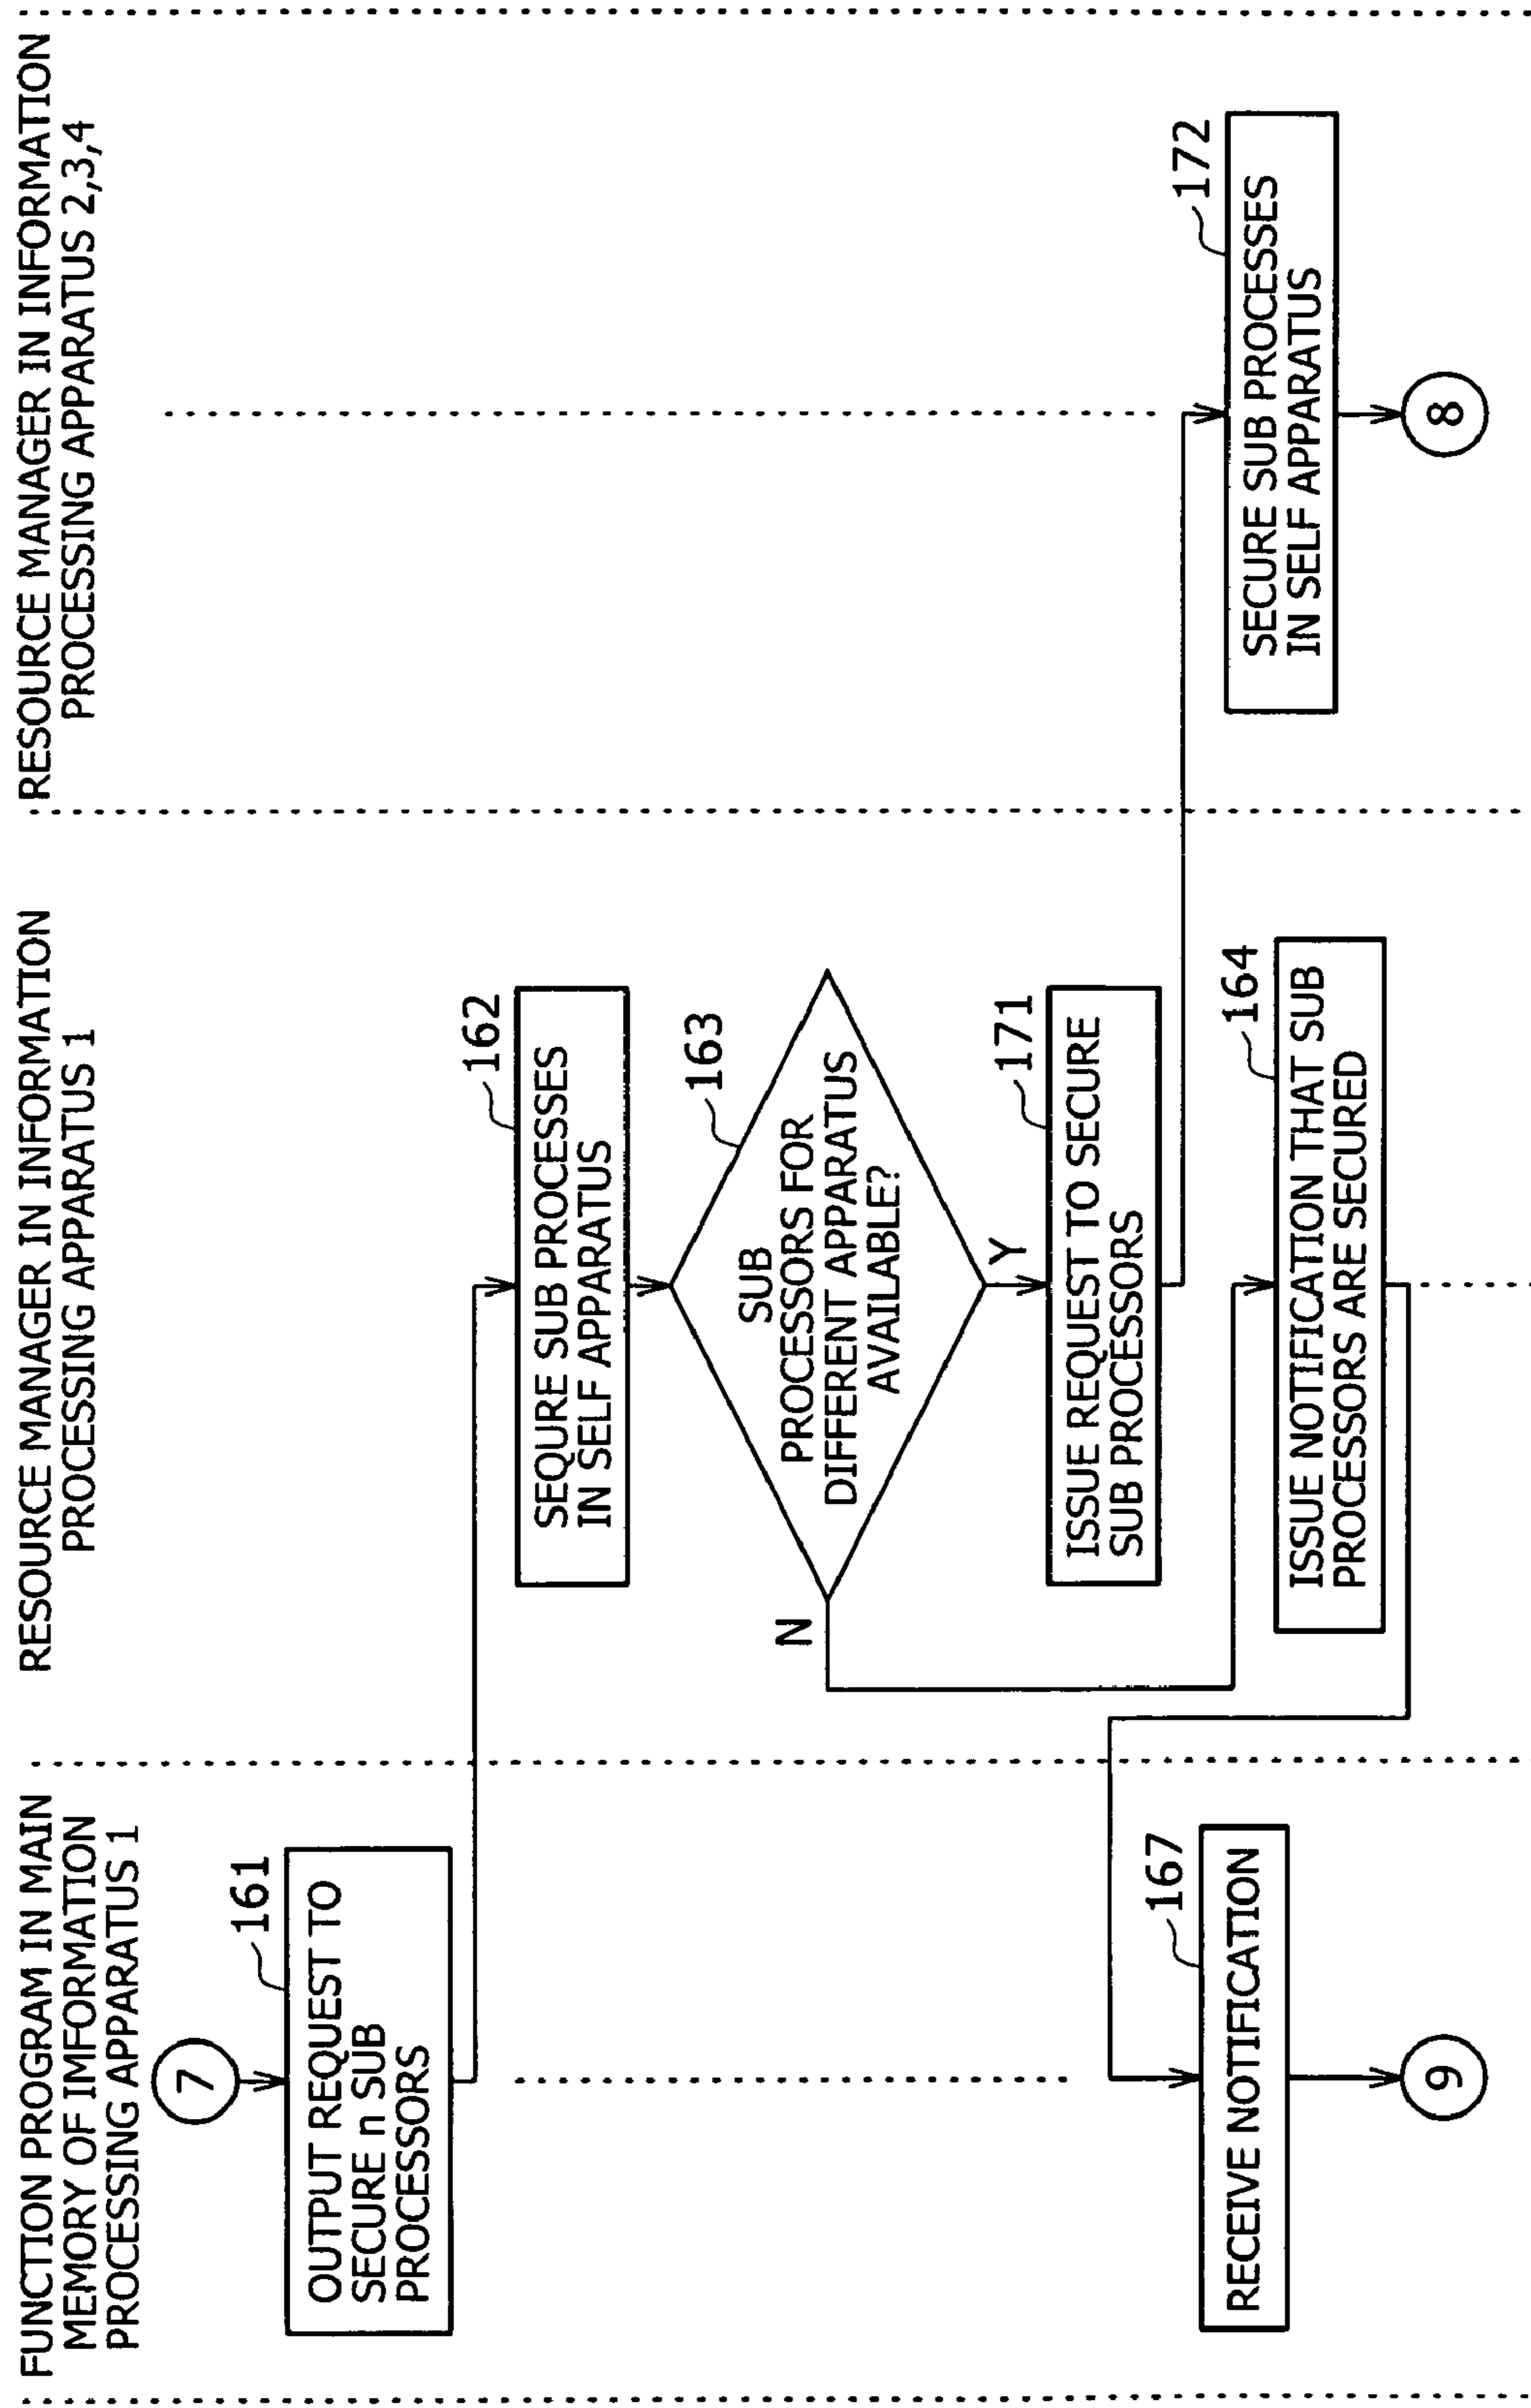 FUNCTION PROGRAM IN MAIN
MEMORY OF IMFORMATION
PROCESSING APPARATUS 1
RESOURCE MANAGER IN INFORMATION
PROCESSING APPARATUS 1
RESOURCE MANAGER IN INFORMATION
PROCESSING APPARATUS 2,3,4
7
161
OUTPUT REQUEST TO
SECURE n SUB
PROCESSORS
162
SEQURE SUB PROCESSES
IN SELF APPARATUS
163
SUB
PROCESSORS FOR
DIFFERENT APPARATUS
AVAILABLE?
N
Y
171
ISSUE REQUEST TO SECURE
SUB PROCESSORS
172
SECURE SUB PROCESSES
IN SELF APPARATUS
8
164
ISSUE NOTIFICATION THAT SUB
PROCESSORS ARE SECURED
167
RECEIVE NOTIFICATION
9